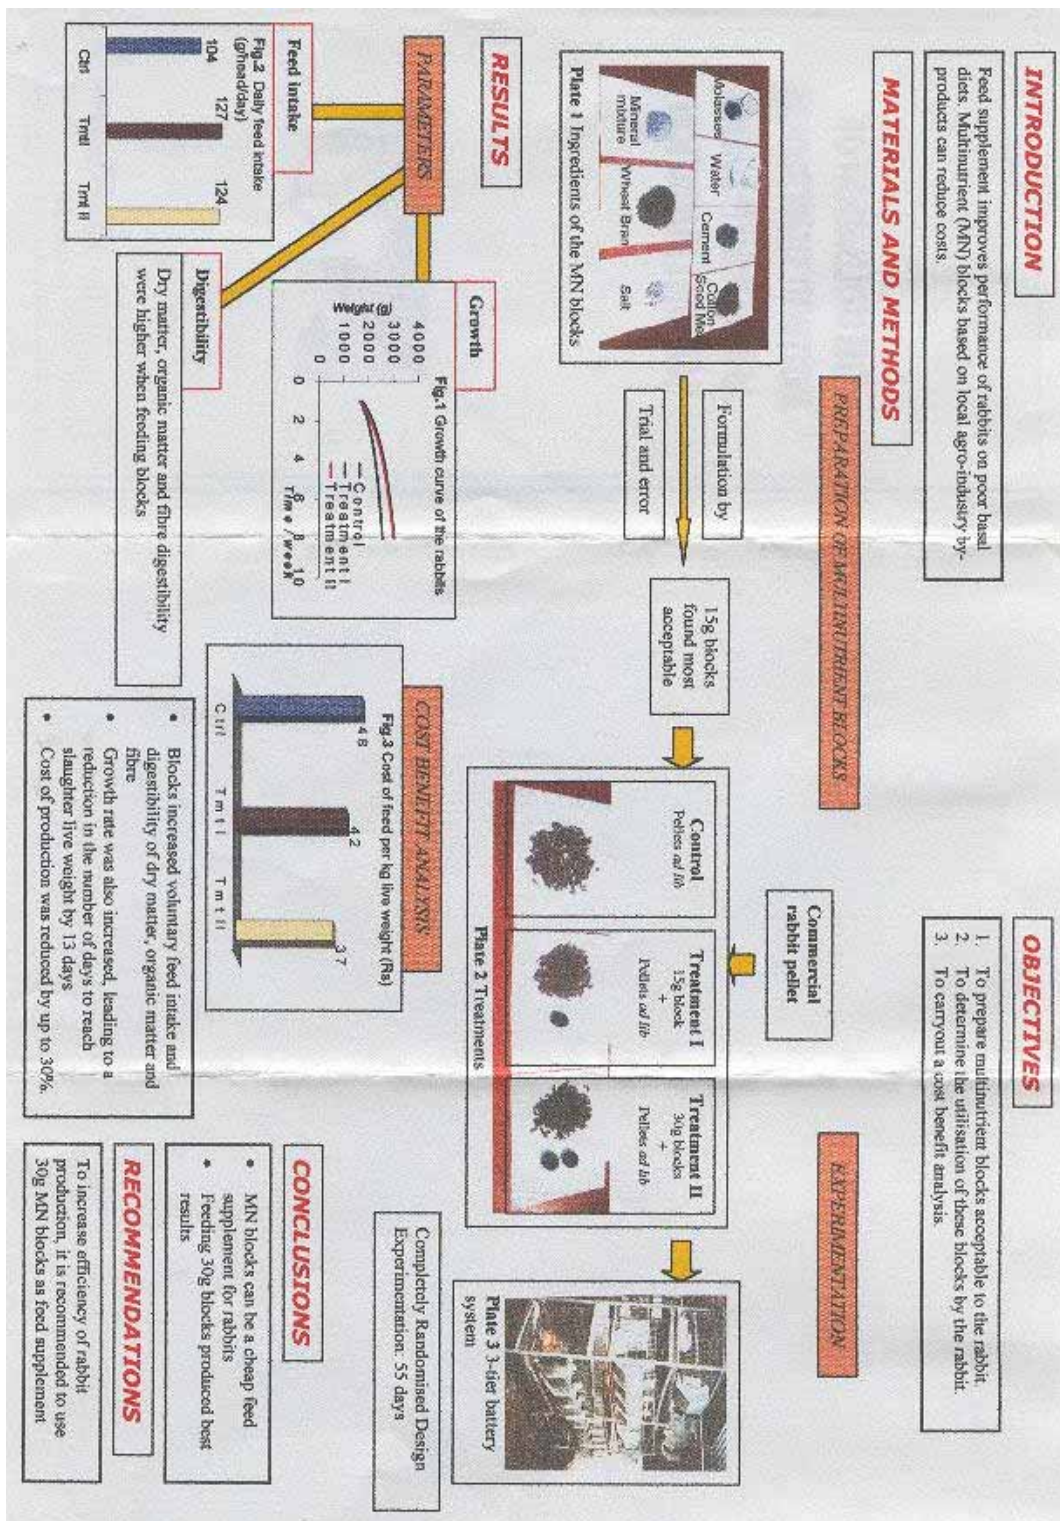 INTRODUCTION
Feed supplement improves performance of rabbits on poor basal
diets. Multinutrient (MN) blocks based on local agro-industry by-
products can reduce costs.
OBJECTIVES
1. To prepare multinutrient blocks acceptable to the rabbit.
2. To determine the utilisation of these blocks by the rabbit.
3. To carryout a cost benefit analysis.
MATERIALS AND METHODS
PREPARATION OF MULTINUTRIENT BLOCKS
EXPERIMENTATION
Molasses
Water
Cement
Cotton
Seed Me
Mineral
mixture
Wheat Bran
Salt
Plate 1 Ingredients of the MN blocks
Formulation by
Trial and error
15g blocks
found most
acceptable
Commercial
rabbit pellet
Control
Pellets ad lib
Treatment I
15g block
+
Pellets ad lib
Treatment II
30g blocks
+
Pellets ad lib
Plate 2 Treatments
Plate 3 3-tier battery
system
Completely Randomised Design
Experimentation: 55 days
RESULTS
PARAMETERS
Growth
Fig.1 Growth curve of the rabbits
Weight (g)
4000
3000
2000
1000
0
0 2 4 6 8 10
Time/week
Control
Treatment I
Treatment II
Feed intake
Fig.2 Daily feed intake
(g/head/day)
104
127
124
Ctrl
TmtI
Tmt II
Digestibility
Dry matter, organic matter and fibre digestibility
were higher when feeding blocks
COST BENEFIT ANALYSIS
Fig.3 Cost of feed per kg live weight (Rs)
48
42
37
Ctrl
Tmt I
Tmt II
• Blocks increased voluntary feed intake and
digestibility of dry matter, organic matter and
fibre
• Growth rate was also increased, leading to a
reduction in the number of days to reach
slaughter live weight by 13 days
• Cost of production was reduced by up to 30%.
CONCLUSIONS
• MN blocks can be a cheap feed
supplement for rabbits
• Feeding 30g blocks produced best
results
RECOMMENDATIONS
To increase efficiency of rabbit
production, it is recommended to use
30g MN blocks as feed supplement